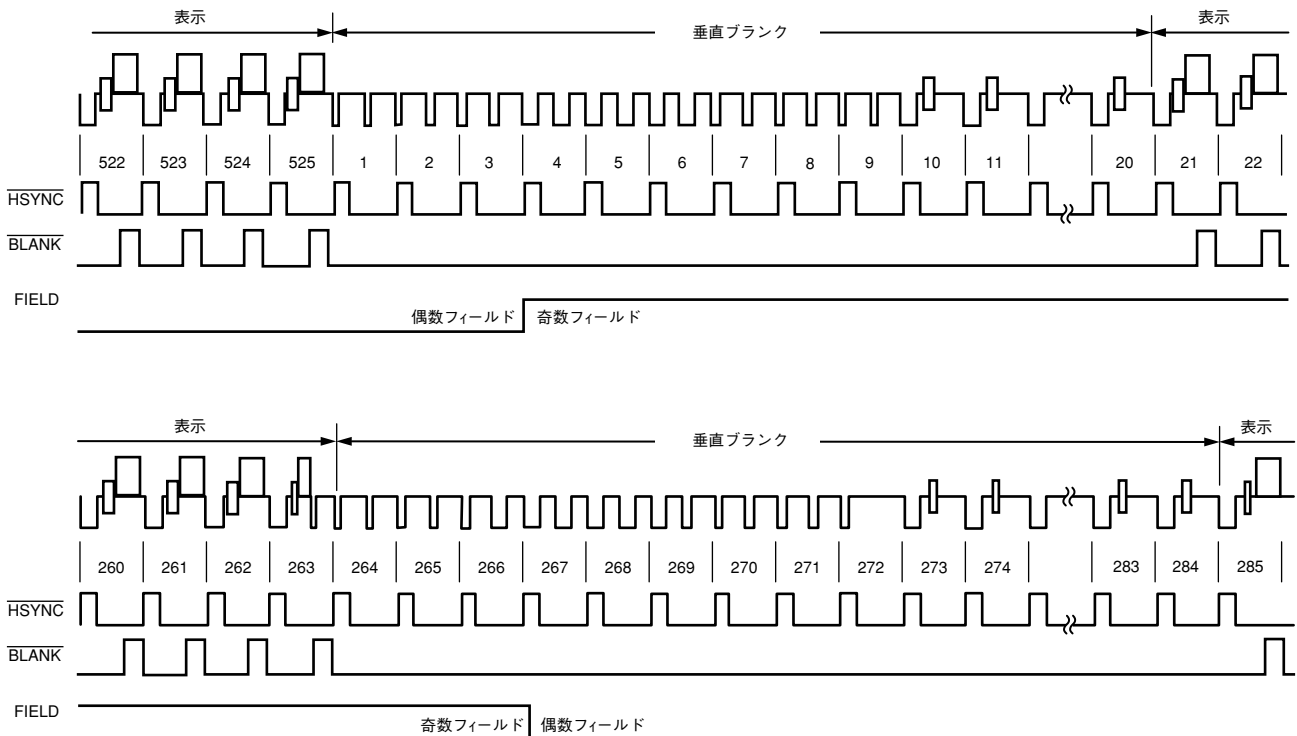 表示 垂直ブランク 表示
522 523 524 525 1 2 3 4 5 6 7 8 9 10 11 20 21 22
HSYNC
BLANK
FIELD
偶数フィールド 奇数フィールド
表示 垂直ブランク 表示
260 261 262 263 264 265 266 267 268 269 270 271 272 273 274 283 284 285
HSYNC
BLANK
FIELD
奇数フィールド 偶数フィールド